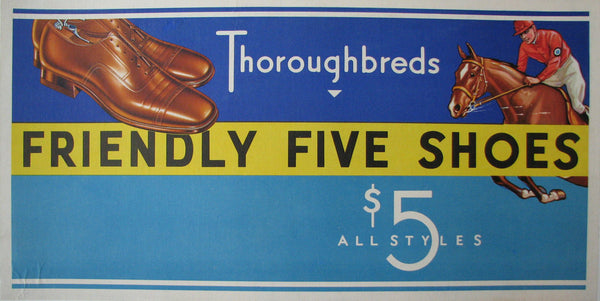 Thoroughbreds
FRIENDLY FIVE SHOES
$5
ALL STYLES